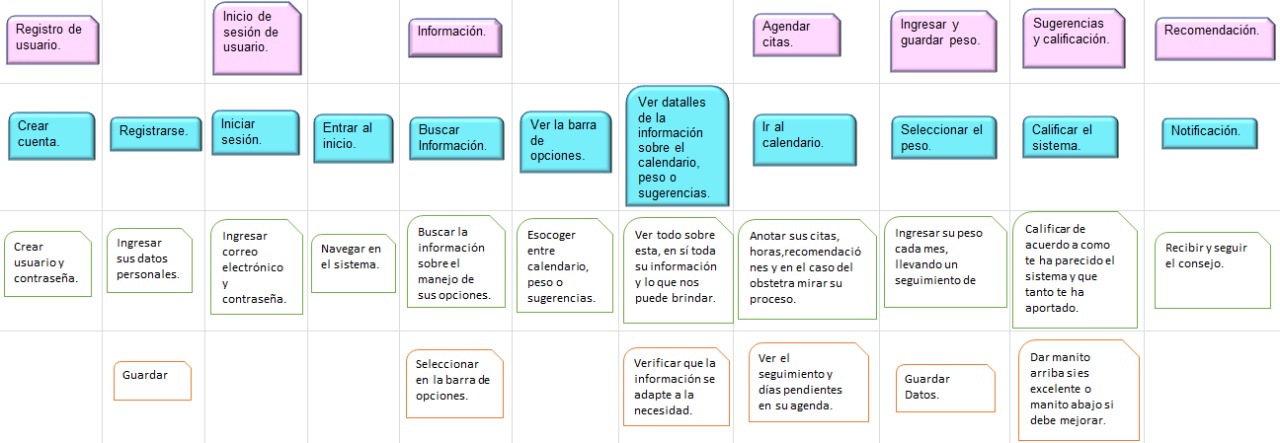 Registro de
usuario.
Inicio de
sesión de
usuario.
Información.
Agendar
citas.
Ingresar y
guardar peso.
Sugerencias
y calificación.
Recomendación.
Crear
cuenta.
Registrarse.
Iniciar
sesión.
Entrar al
inicio.
Buscar
Información.
Ver la barra
de
opciones.
Ver datalles
de la
información
sobre el
calendario,
peso o
sugerencias.
Ir al
calendario.
Seleccionar el
peso.
Calificar el
sistema.
Notificación.
Crear
usuario y
contraseña.
Ingresar
sus datos
personales.
Ingresar
correo
electrónico
y
contraseña.
Navegar en
el sistema.
Buscar la
información
sobre el
manejo de
sus opciones.
Esocoger
entre
calendario,
peso o
sugerencias.
Ver todo sobre
esta, en sí toda
su información
y lo que nos
puede brindar.
Anotar sus citas,
horas,recomendacio
nes y en el caso del
obstetra mirar su
proceso.
Ingresar su peso
cada mes,
llevando un
seguimiento de
Calificar de
acuerdo a como
te ha parecido el
sistema y que
tanto te ha
aportado.
Recibir y seguir
el consejo.
Guardar
Seleccionar
en la barra de
opciones.
Verificar que la
información se
adapte a la
necesidad.
Ver el
seguimiento y
días pendientes
en su agenda.
Guardar
Datos.
Dar manito
arriba si es
excelente o
manito abajo si
debe mejorar.